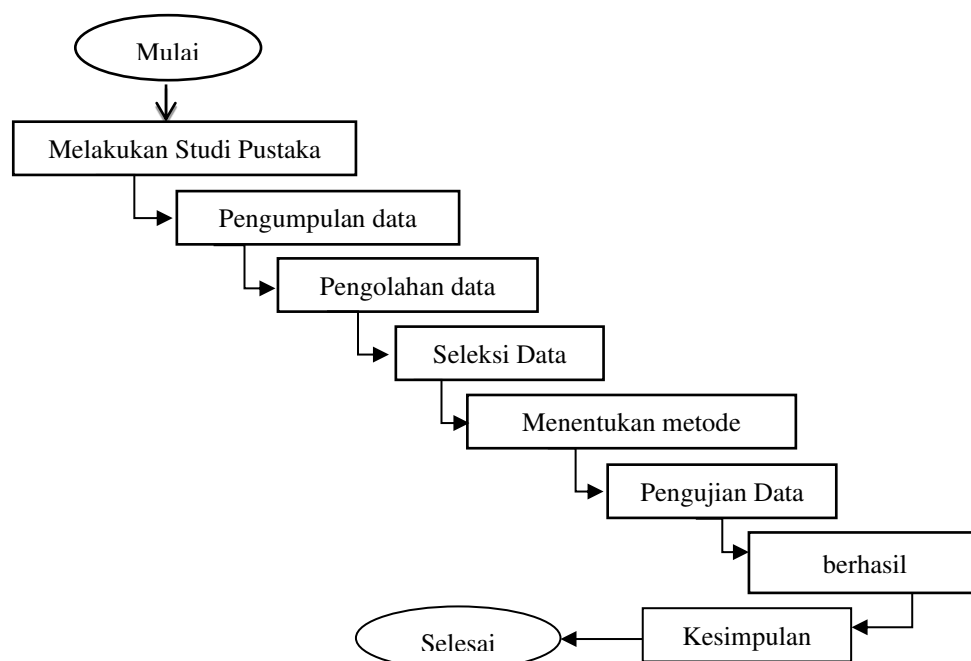 Mulai
Melakukan Studi Pustaka
Pengumpulan data
Pengolahan data
Seleksi Data
Menentukan metode
Pengujian Data
berhasil
Kesimpulan
Selesai